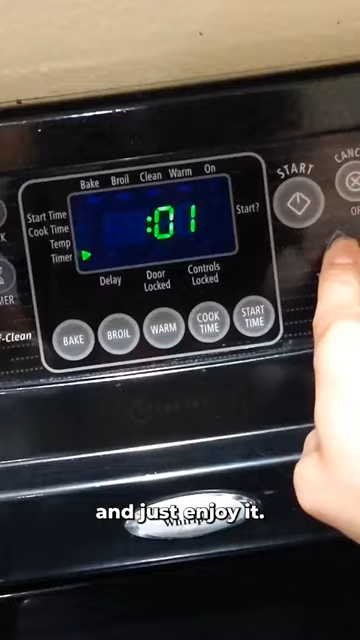 Bake Broil Clean Warm On
START
CANC
Start Time
Cook Time
Temp
Timer
:01
Start?
Delay
Door
Locked
Controls
Locked
MER
f-Clean
BAKE
BROIL
WARM
COOK
TIME
START
TIME
and just enjoy it.